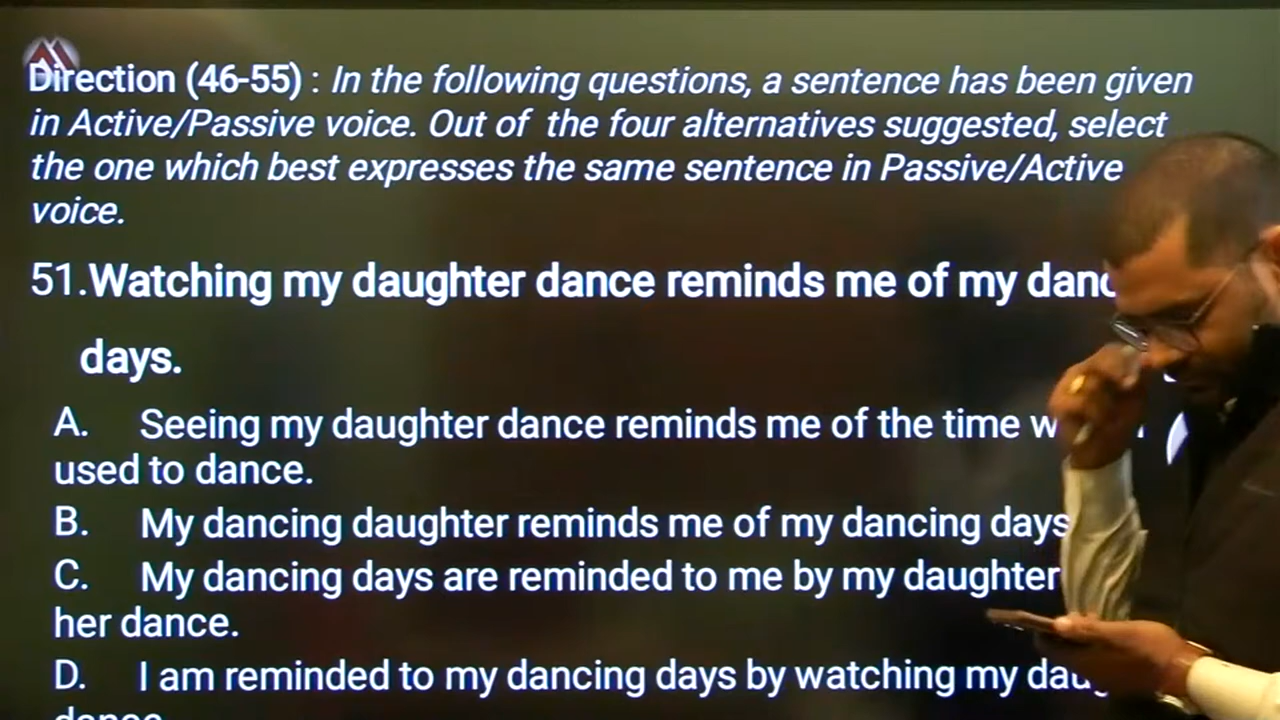 Direction (46-55) : In the following questions, a sentence has been given
in Active/Passive voice. Out of the four alternatives suggested, select
the one which best expresses the same sentence in Passive/Active
voice.
51.Watching my daughter dance reminds me of my
days.
A. Seeing my daughter dance reminds me of the time
used to dance.
B. My dancing daughter reminds me of my dancing days
C. My dancing days are reminded to me by my daughter
her dance.
D. I am reminded to my dancing days by watching my
dance.